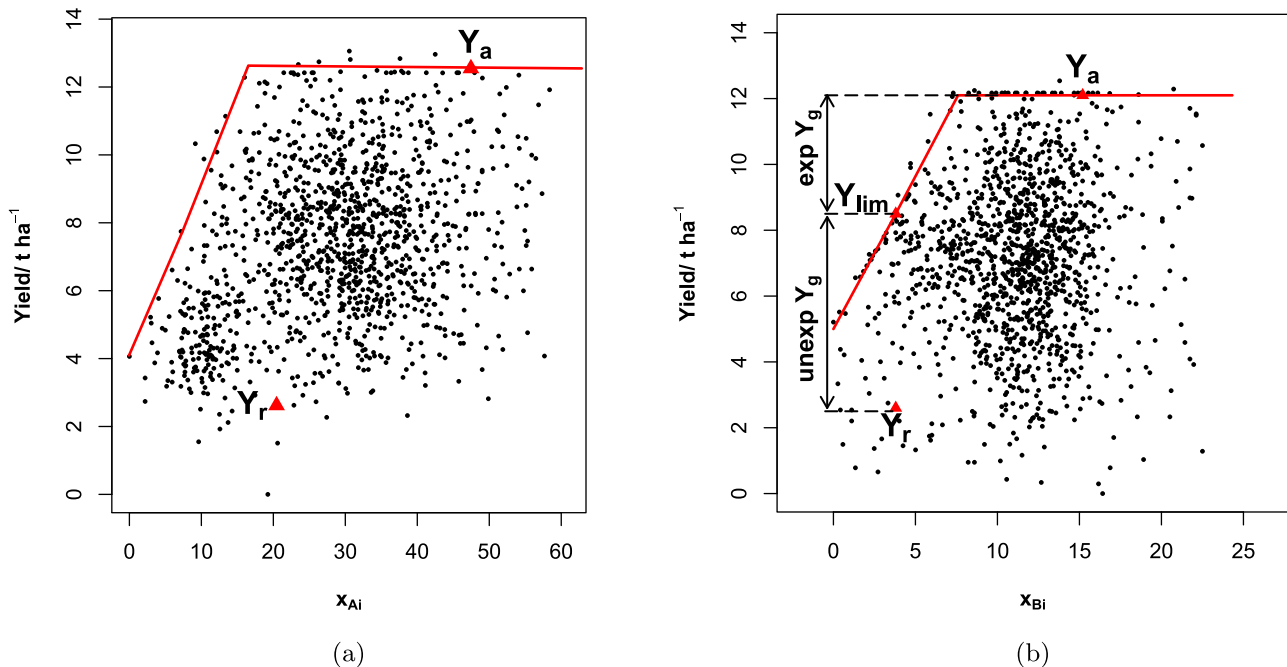 14
12
10
8
6
4
2
0
Yield/ t ha⁻¹
Yₐ
Yᵣ
0 10 20 30 40 50 60
x_Ai
(a)
14
12
10
8
6
4
2
0
Yield/ t ha⁻¹
exp Y_g
unexp Y_g
Yₐ
Y_lim
Yᵣ
0 5 10 15 20 25
x_Bi
(b)